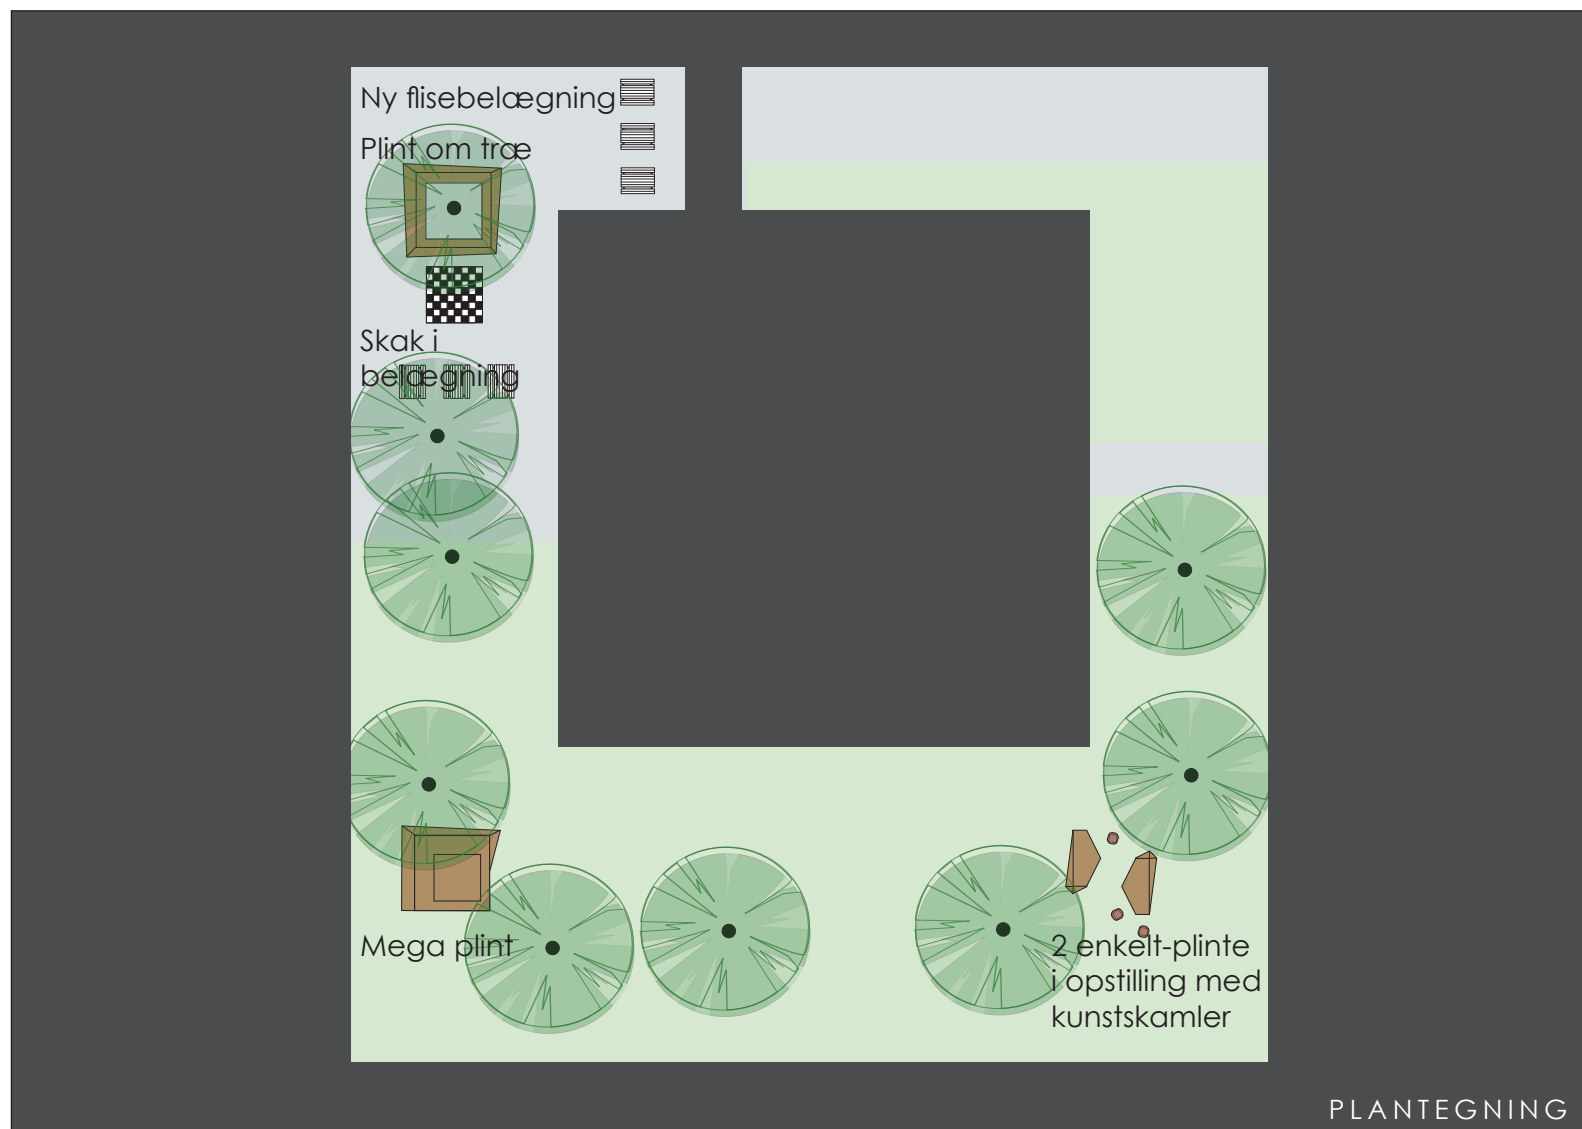 Ny flisebelægning
Plint om træ
Skak i
belægning
Mega plint
2 enkelt-plinte
i opstilling med
kunstskamler
PLANTEGNING